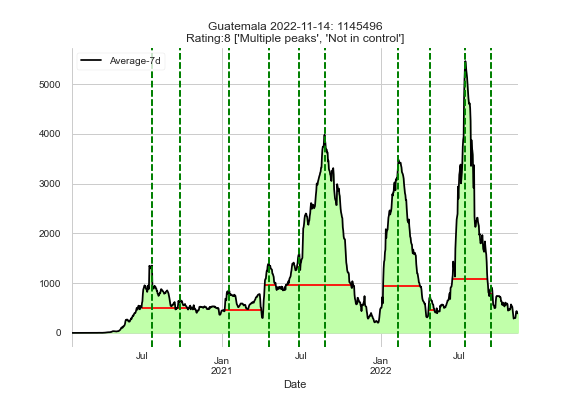 Guatemala 2022-11-14: 1145496
Rating:8 ['Multiple peaks', 'Not in control']
Average-7d
5000
4000
3000
2000
1000
0
Jul
Jan
2021
Jul
Jan
2022
Jul
Date